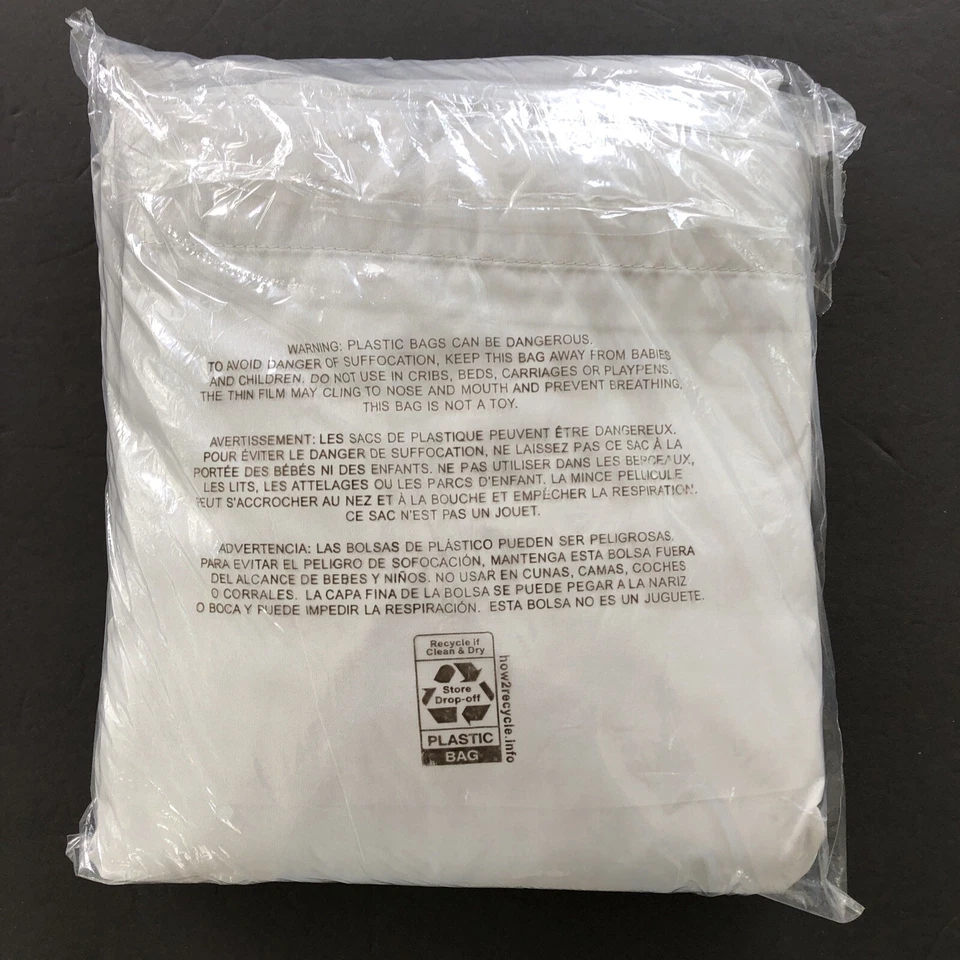 WARNING: PLASTIC BAGS CAN BE DANGEROUS.
TO AVOID DANGER OF SUFFOCATION, KEEP THIS BAG AWAY FROM BABIES
AND CHILDREN. DO NOT USE IN CRIBS, BEDS, CARRIAGES OR PLAYPENS.
THE THIN FILM MAY CLING TO NOSE AND MOUTH AND PREVENT BREATHING.
THIS BAG IS NOT A TOY.
AVERTISSEMENT: LES SACS DE PLASTIQUE PEUVENT ÊTRE DANGEREUX.
POUR ÉVITER LE DANGER DE SUFFOCATION, NE LAISSEZ PAS CE SAC À LA
PORTÉE DES BÉBÉS NI DES ENFANTS. NE PAS UTILISER DANS LES BERCEAUX,
LES LITS, LES ATTELAGES OU LES PARCS D'ENFANT. LA MINCE PELLICULE
PEUT S'ACCROCHER AU NEZ ET À LA BOUCHE ET EMPÊCHER LA RESPIRATION.
CE SAC N'EST PAS UN JOUET.
ADVERTENCIA: LAS BOLSAS DE PLÁSTICO PUEDEN SER PELIGROSAS.
PARA EVITAR EL PELIGRO DE SOFOCACIÓN, MANTENGA ESTA BOLSA FUERA
DEL ALCANCE DE BEBES Y NIÑOS. NO USAR EN CUNAS, CAMAS, COCHES
O CORRALES. LA CAPA FINA DE LA BOLSA SE PUEDE PEGAR A LA NARIZ
O BOCA Y PUEDE IMPEDIR LA RESPIRACIÓN. ESTA BOLSA NO ES UN JUGUETE.
Recycle if
Clean & Dry
Store
Drop-off
PLASTIC
BAG
how2recycle.info